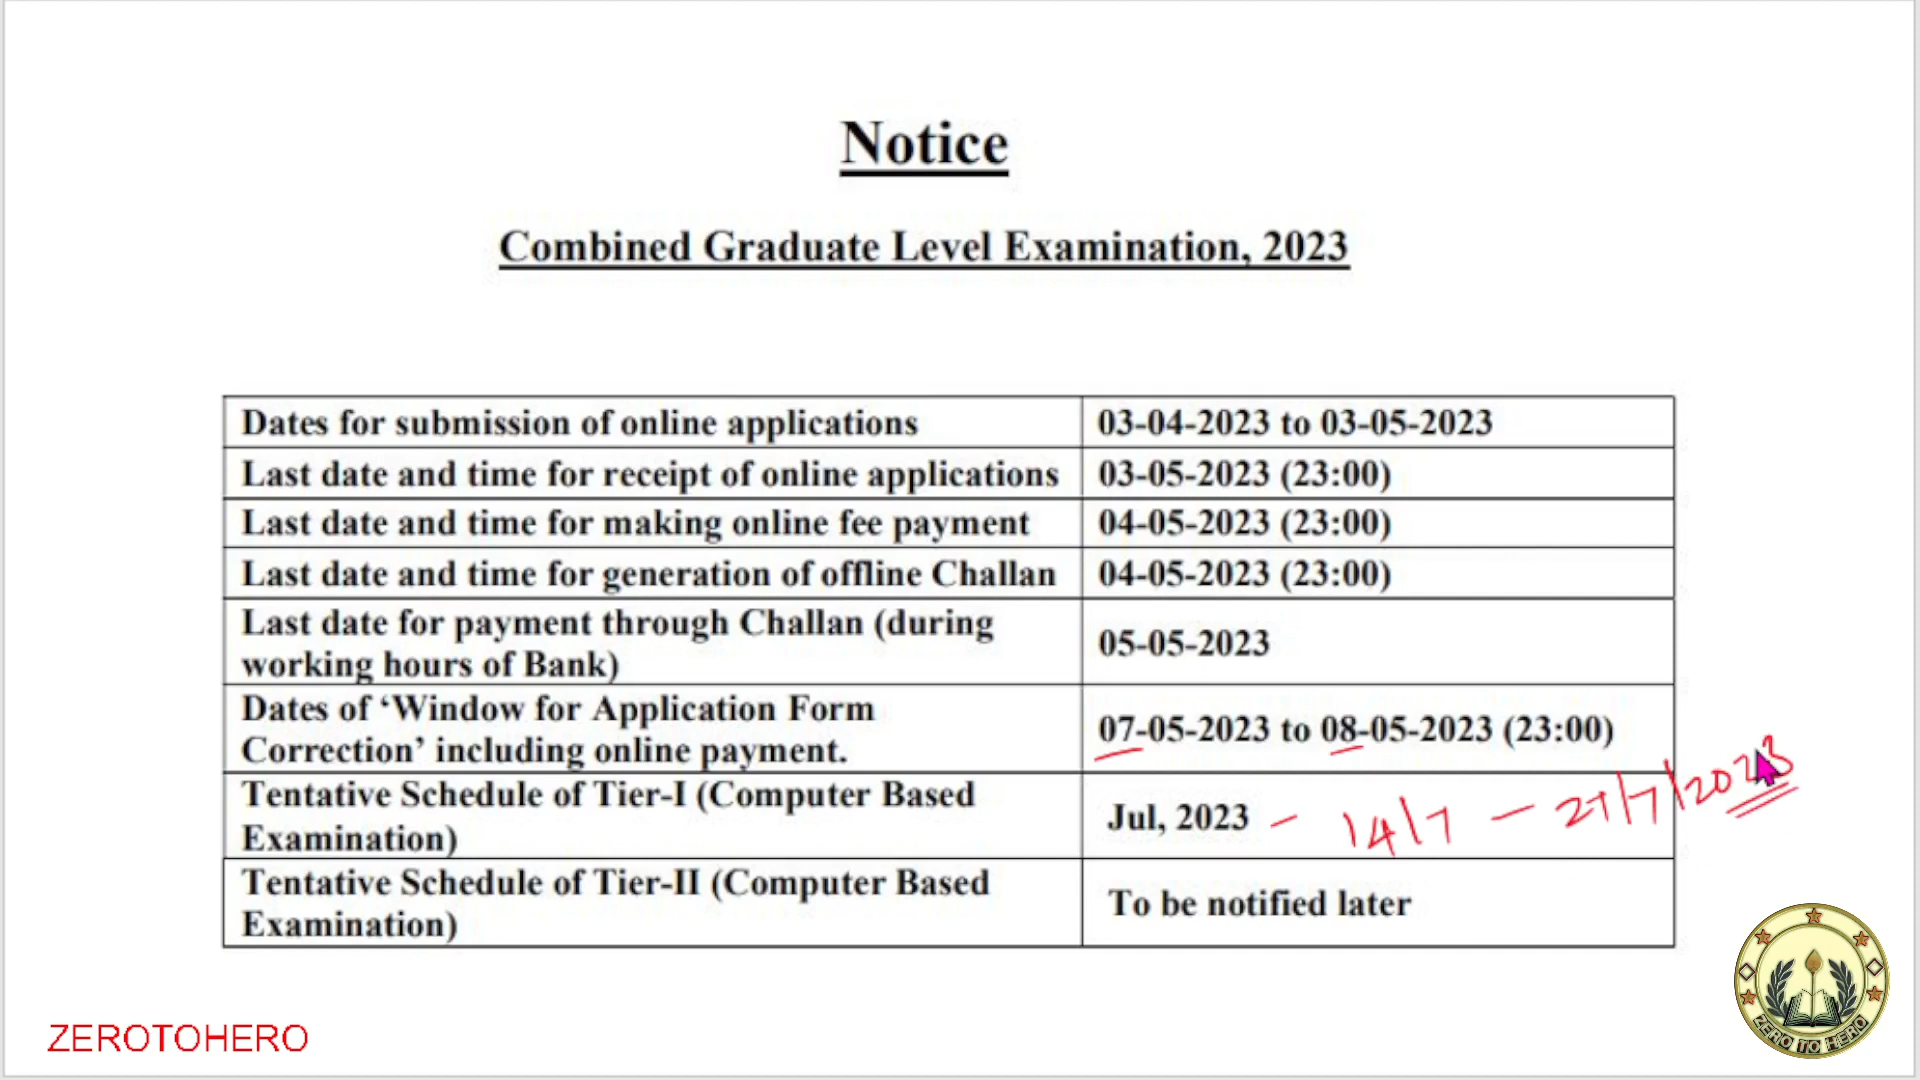 Notice
Combined Graduate Level Examination, 2023
Dates for submission of online applications 03-04-2023 to 03-05-2023
Last date and time for receipt of online applications 03-05-2023 (23:00)
Last date and time for making online fee payment 04-05-2023 (23:00)
Last date and time for generation of offline Challan 04-05-2023 (23:00)
Last date for payment through Challan (during
working hours of Bank)
05-05-2023
Dates of ‘Window for Application Form
Correction’ including online payment.
07-05-2023 to 08-05-2023 (23:00)
Tentative Schedule of Tier-I (Computer Based
Examination)
Jul, 2023 - 14/7 - 27/7/2023
Tentative Schedule of Tier-II (Computer Based
Examination)
To be notified later
ZEROTOHERO
ZERO TO HERO